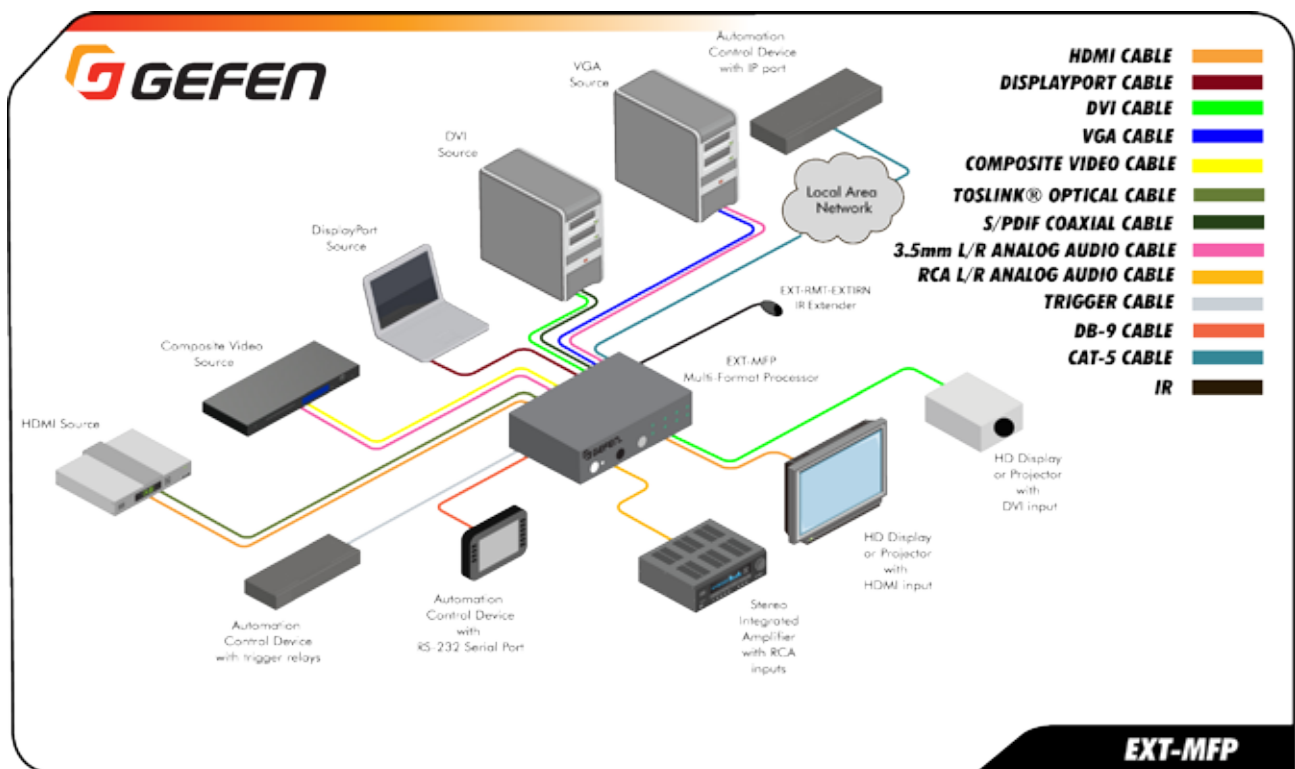 GEFEN
HDMI CABLE
DISPLAYPORT CABLE
DVI CABLE
VGA CABLE
COMPOSITE VIDEO CABLE
TOSLINK® OPTICAL CABLE
S/PDIF COAXIAL CABLE
3.5mm L/R ANALOG AUDIO CABLE
RCA L/R ANALOG AUDIO CABLE
TRIGGER CABLE
DB-9 CABLE
CAT-5 CABLE
IR
Automation
Control Device
with IP port
VGA
Source
DVI
Source
Local Area
Network
DisplayPort
Source
EXT-RMT-EXTIRN
IR Extender
Composite Video
Source
EXT-MFP
Multi-Format Processor
HDMI Source
GEFEN
HD Display
or Projector
with
DVI input
HD Display
or Projector
with
HDMI input
Stereo
Integrated
Amplifier
with RCA
inputs
Automation
Control Device
with
RS-232 Serial Port
Automation
Control Device
with trigger relays
EXT-MFP